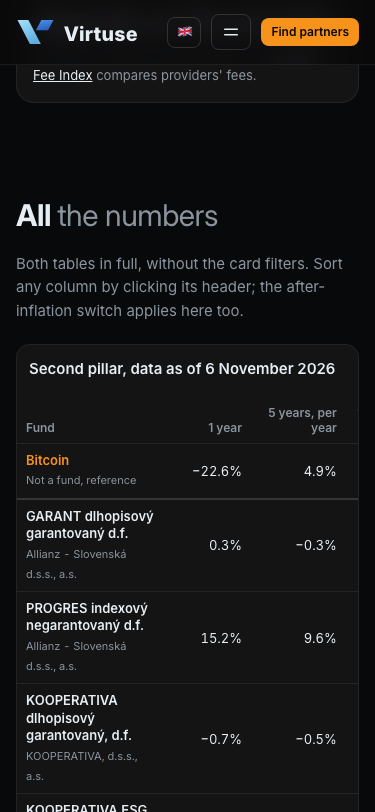 Virtuse
Find partners
Fee Index compares providers' fees.
All the numbers
Both tables in full, without the card filters. Sort
any column by clicking its header; the after-
inflation switch applies here too.
Second pillar, data as of 6 November 2026
Fund 1 year 5 years, per year
Bitcoin −22.6% 4.9%
Not a fund, reference
GARANT dlhopisový
garantovaný d.f. 0.3% −0.3%
Allianz - Slovenská
d.s.s., a.s.
PROGRES indexový
negarantovaný d.f. 15.2% 9.6%
Allianz - Slovenská
d.s.s., a.s.
KOOPERATIVA
dlhopisový
garantovaný, d.f. −0.7% −0.5%
KOOPERATIVA, d.s.s.,
a.s.
KOOPERATIVA ESG